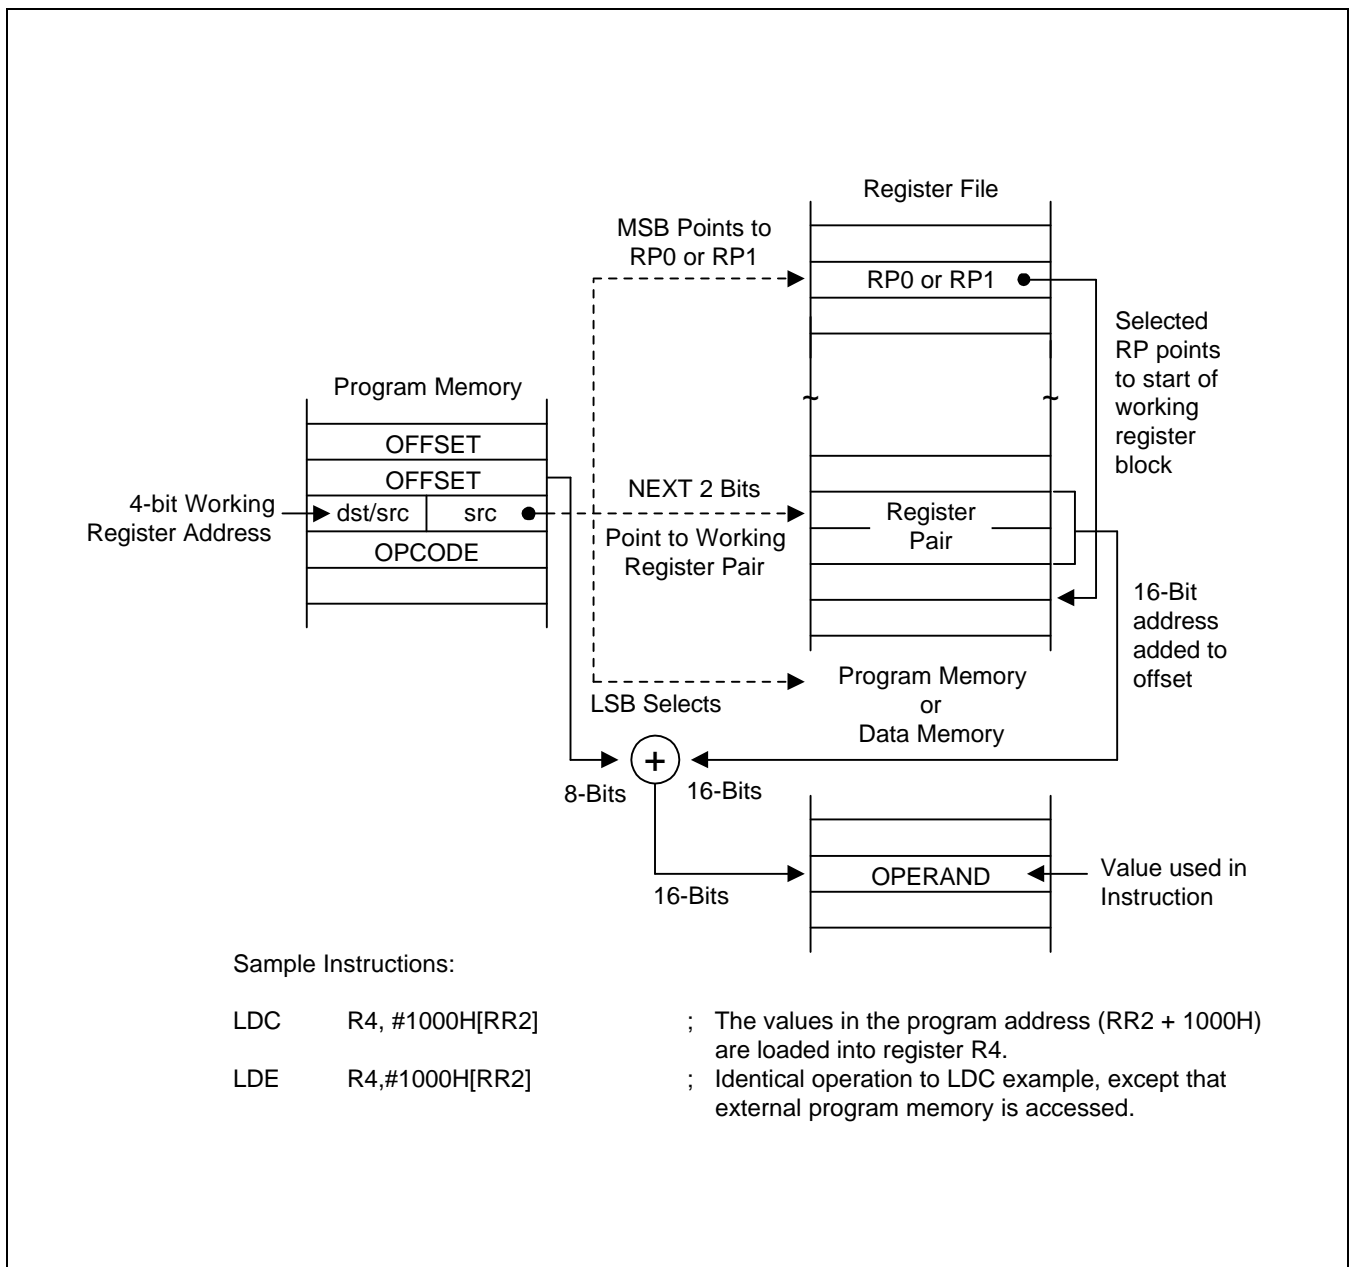 Register File
MSB Points to
RP0 or RP1
RP0 or RP1
Selected
RP points
to start of
working
register
block
Program Memory
OFFSET
OFFSET
4-bit Working
Register Address
dst/src
src
OPCODE
NEXT 2 Bits
Point to Working
Register Pair
Register
Pair
16-Bit
address
added to
offset
LSB Selects
Program Memory
or
Data Memory
+
8-Bits
16-Bits
16-Bits
OPERAND
Value used in
Instruction
Sample Instructions:
LDC R4, #1000H[RR2] ; The values in the program address (RR2 + 1000H)
are loaded into register R4.
LDE R4,#1000H[RR2] ; Identical operation to LDC example, except that
external program memory is accessed.